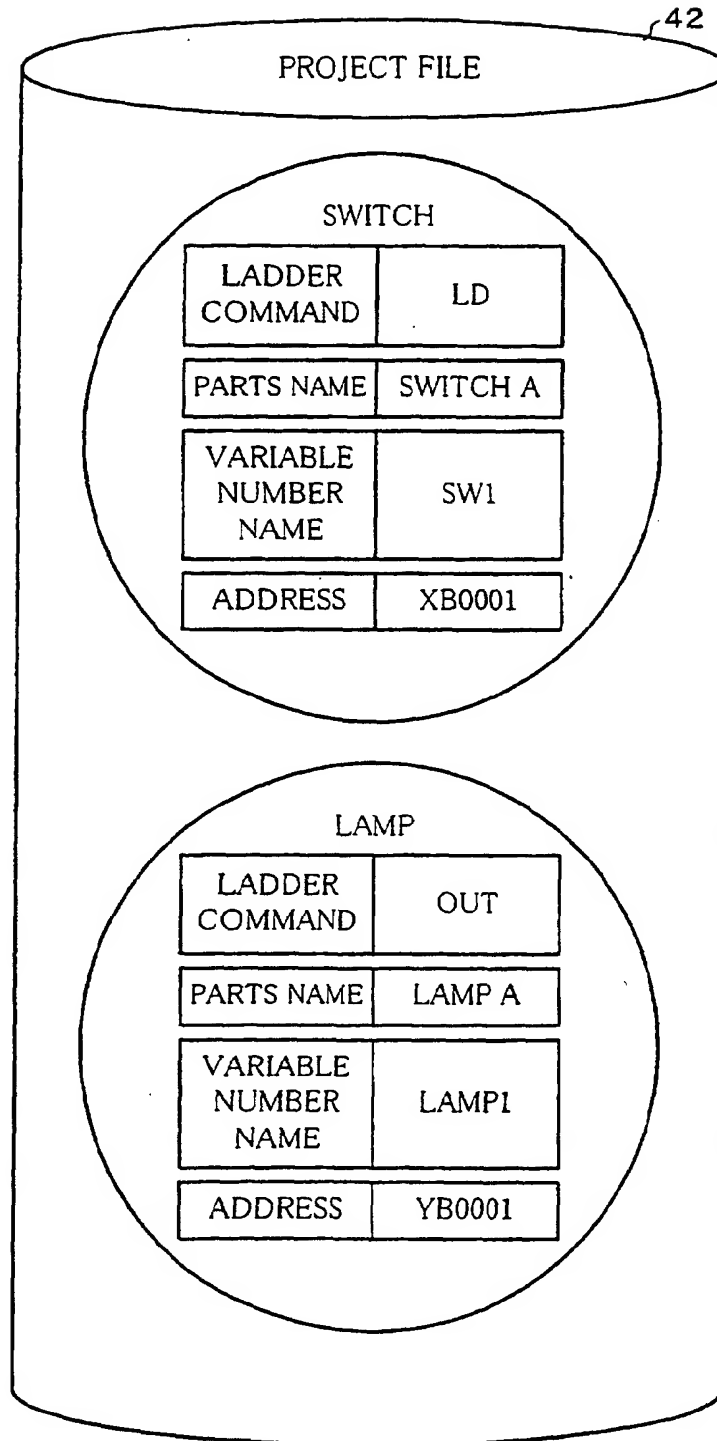 42
PROJECT FILE
SWITCH
LADDER
COMMAND
LD
PARTS NAME
SWITCH A
VARIABLE
NUMBER
NAME
SW1
ADDRESS
XB0001
LAMP
LADDER
COMMAND
OUT
PARTS NAME
LAMP A
VARIABLE
NUMBER
NAME
LAMP1
ADDRESS
YB0001